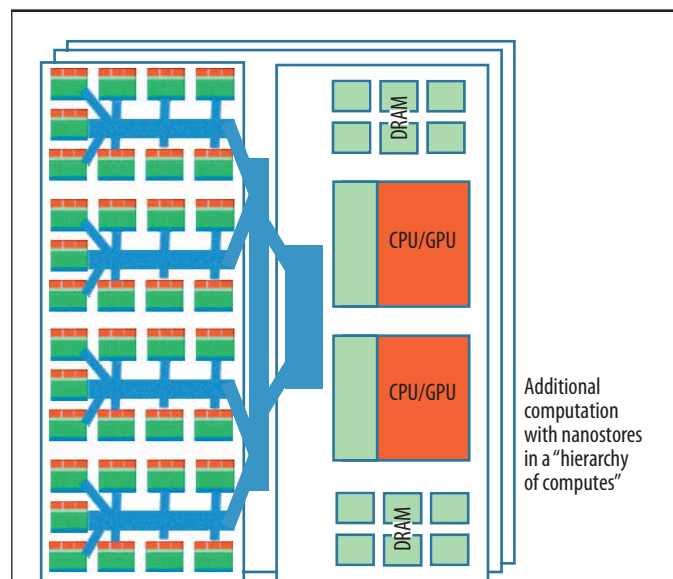 DRAM
CPU/GPU
CPU/GPU
Additional
computation
with nanostores
in a “hierarchy
of computes”
DRAM